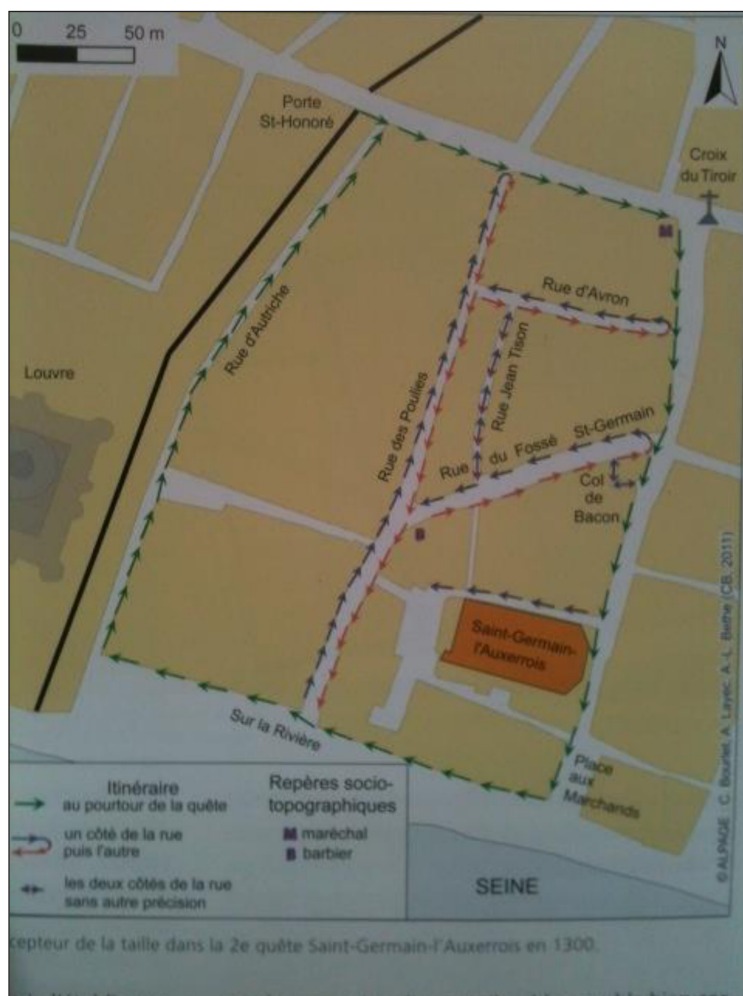 0 25 50 m
N
Porte
St-Honoré
Croix
du Tiroir
M
Rue d'Avron
Rue d'Autriche
Louvre
Rue Jean Tison
Rue des Poulies
Rue du Fossé St-Germain
Col
de
Bacon
B
Saint-Germain-
l'Auxerrois
Sur la Rivière
Place
aux
Marchands
© ALPAGE C. Bourlet, A. Layec, A.-L. Bethe (CB, 2011)
Itinéraire
au pourtour de la quête
un côté de la rue
puis l'autre
les deux côtés de la rue
sans autre précision
Repères socio-
topographiques
M maréchal
B barbier
SEINE
cepteur de la taille dans la 2e quête Saint-Germain-l'Auxerrois en 1300.